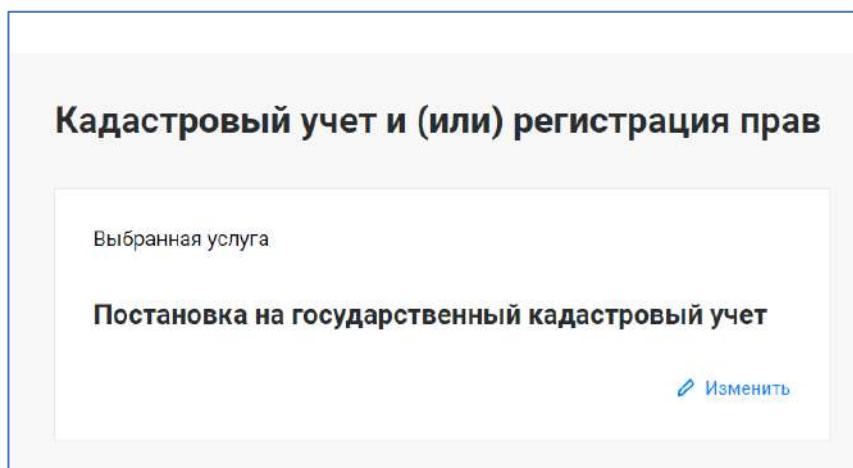 Кадастровый учет и (или) регистрация прав
Выбранная услуга
Постановка на государственный кадастровый учет
Изменить